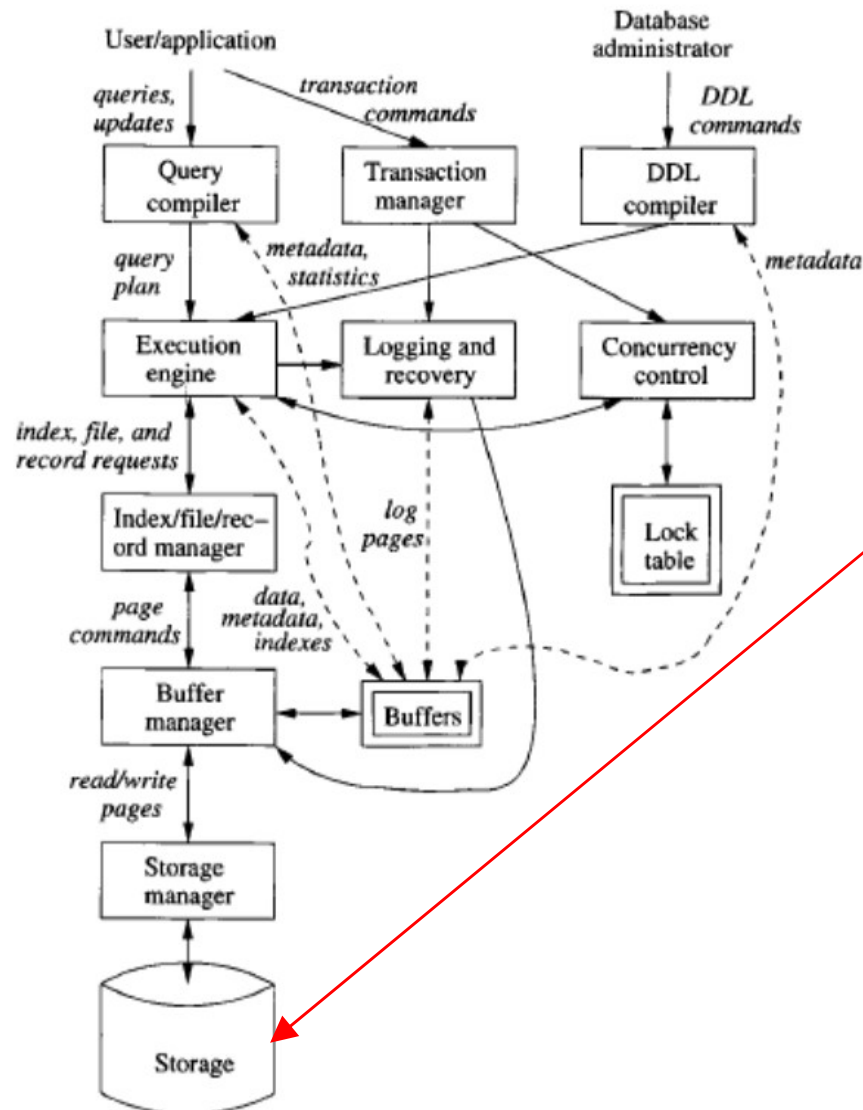 User/application
Database
administrator
queries,
updates
transaction
commands
DDL
commands
Query
compiler
Transaction
manager
DDL
compiler
query
plan
metadata,
statistics
metadata
Execution
engine
Logging and
recovery
Concurrency
control
index, file, and
record requests
Index/file/rec–
ord manager
log
pages
Lock
table
page
commands
data,
metadata,
indexes
Buffer
manager
Buffers
read/write
pages
Storage
manager
Storage